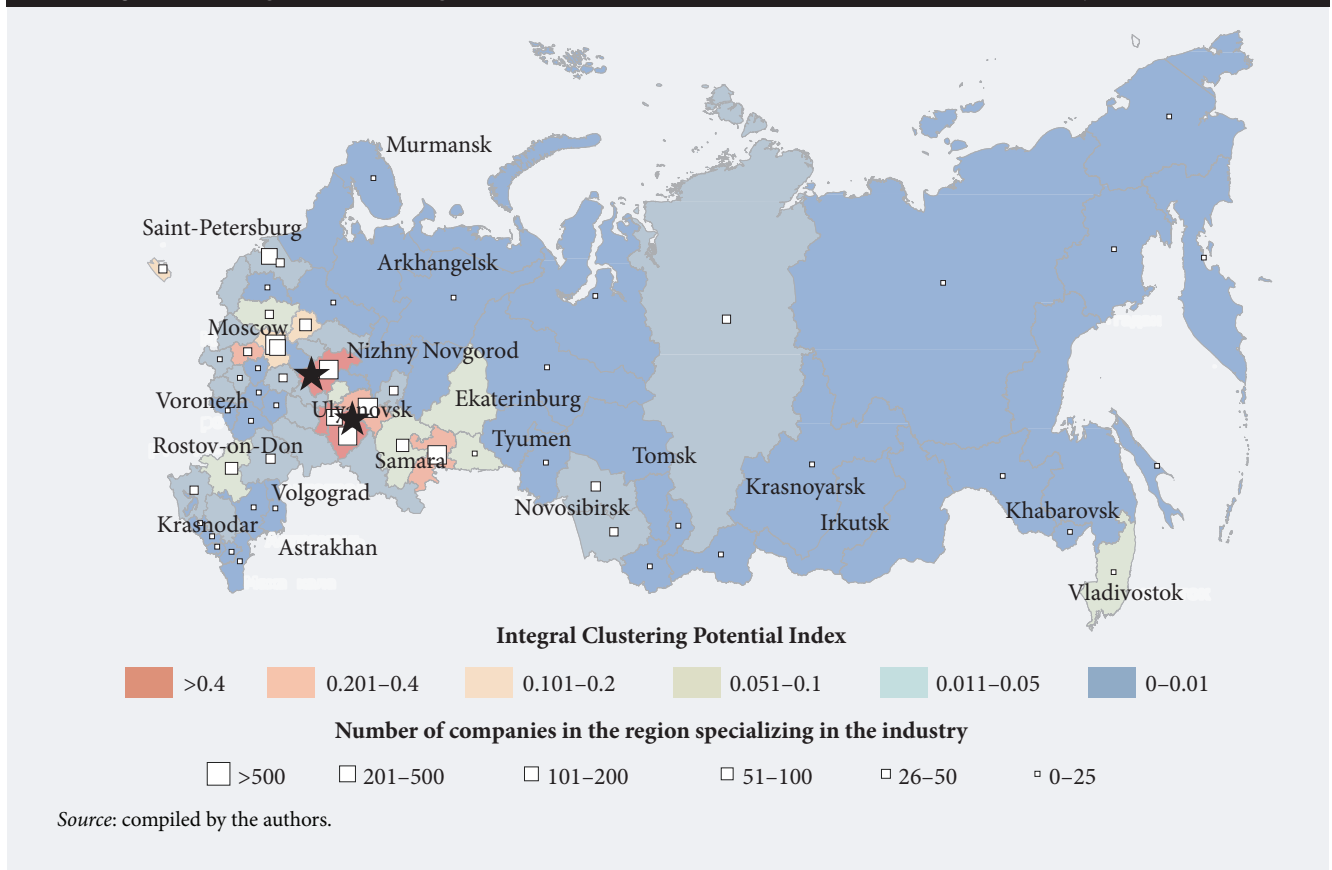 Murmansk
Saint-Petersburg
Arkhangelsk
Moscow
Nizhny Novgorod
Voronezh
Ulyanovsk
Ekaterinburg
Rostov-on-Don
Samara
Tyumen
Tomsk
Volgograd
Novosibirsk
Krasnoyarsk
Krasnodar
Irkutsk
Khabarovsk
Astrakhan
Vladivostok
Integral Clustering Potential Index
>0.4 0.201–0.4 0.101–0.2 0.051–0.1 0.011–0.05 0–0.01
Number of companies in the region specializing in the industry
>500 201–500 101–200 51–100 26–50 0–25
Source: compiled by the authors.